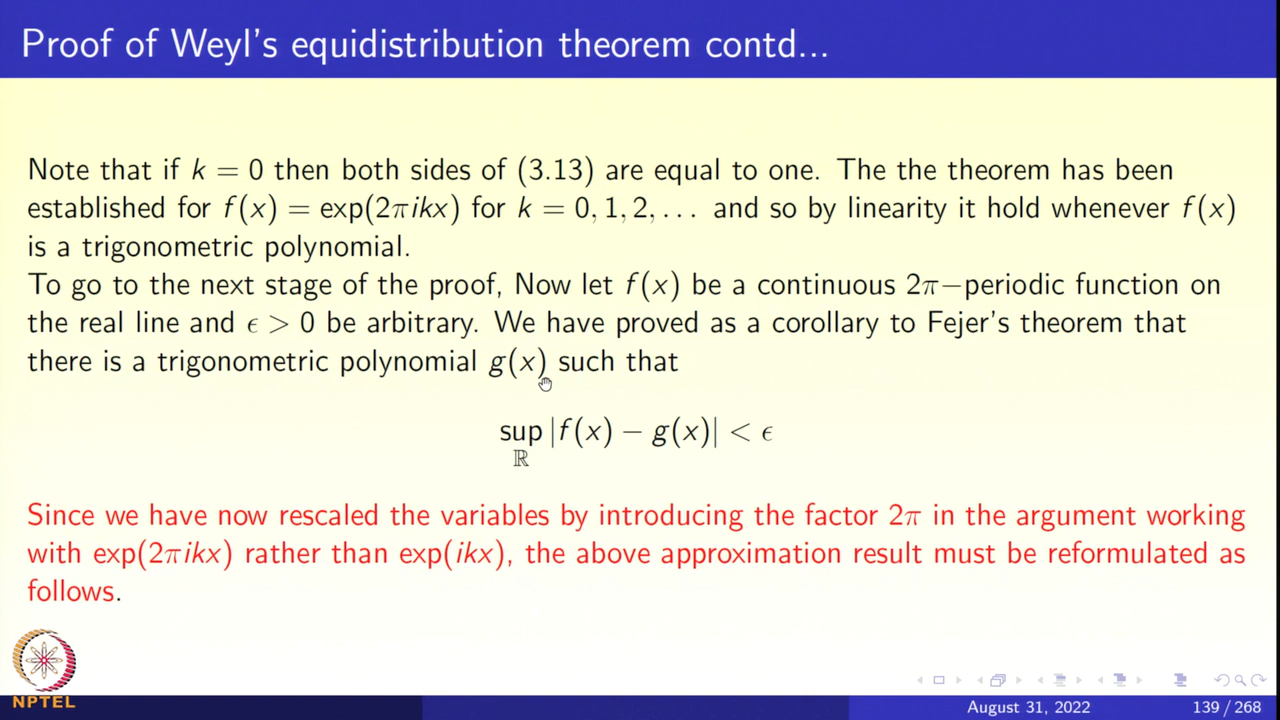 Proof of Weyl's equidistribution theorem contd...
Note that if k = 0 then both sides of (3.13) are equal to one. The the theorem has been
established for f(x) = exp(2πikx) for k = 0, 1, 2, . . . and so by linearity it hold whenever f(x)
is a trigonometric polynomial.
To go to the next stage of the proof, Now let f(x) be a continuous 2π−periodic function on
the real line and ϵ > 0 be arbitrary. We have proved as a corollary to Fejer's theorem that
there is a trigonometric polynomial g(x) such that
sup |f(x) − g(x)| < ϵ
ℝ
Since we have now rescaled the variables by introducing the factor 2π in the argument working
with exp(2πikx) rather than exp(ikx), the above approximation result must be reformulated as
follows.
NPTEL
August 31, 2022 139 / 268